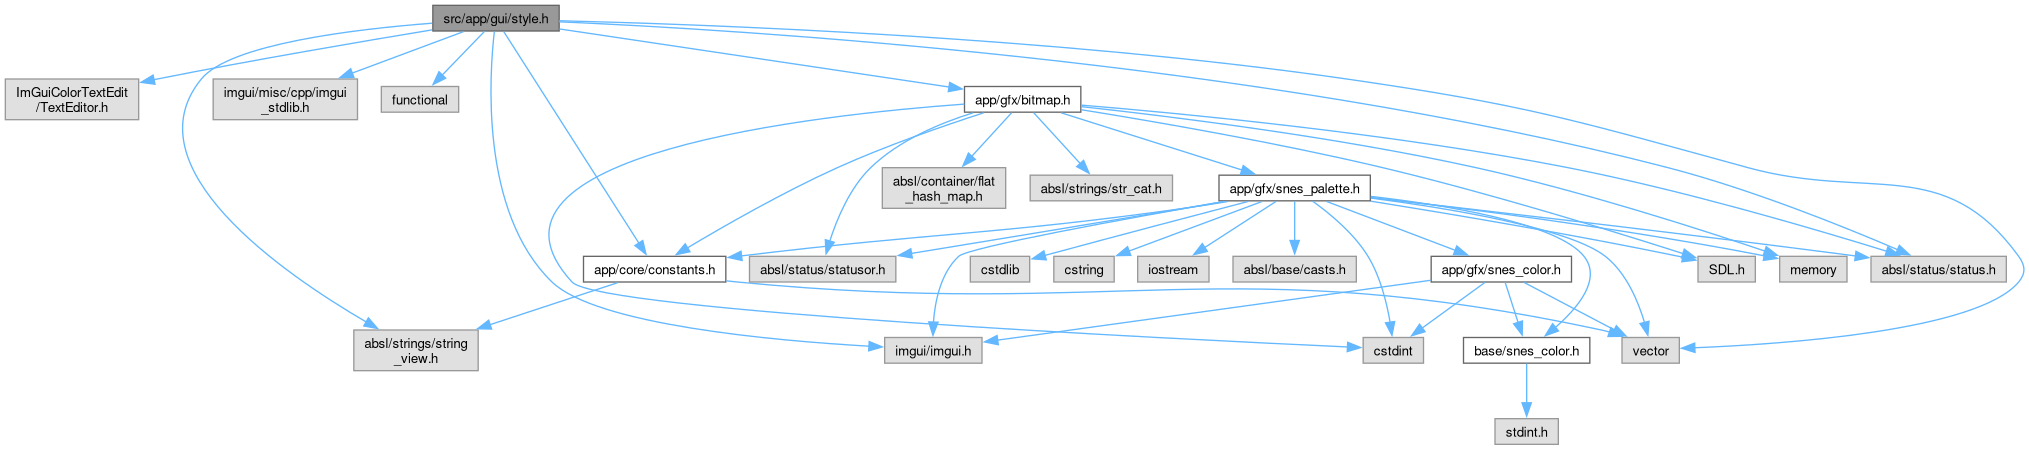 src/app/gui/style.h
ImGuiColorTextEdit
/TextEditor.h
imgui/misc/cpp/imgui
_stdlib.h
functional
app/gfx/bitmap.h
absl/container/flat
_hash_map.h
absl/strings/str_cat.h
app/gfx/snes_palette.h
app/core/constants.h
absl/status/statusor.h
cstdlib
cstring
iostream
absl/base/casts.h
app/gfx/snes_color.h
SDL.h
memory
absl/status/status.h
absl/strings/string
_view.h
imgui/imgui.h
cstdint
base/snes_color.h
vector
stdint.h